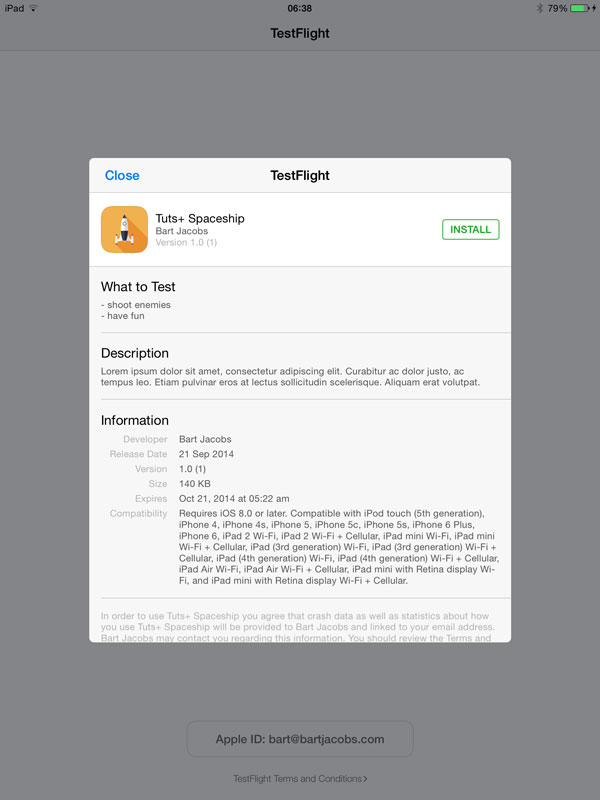 iPad 06:38 79%
TestFlight
Close TestFlight
Tuts+ Spaceship
Bart Jacobs
Version 1.0 (1)
INSTALL
What to Test
- shoot enemies
- have fun
Description
Lorem ipsum dolor sit amet, consectetur adipiscing elit. Curabitur ac dolor justo, ac
tempus leo. Etiam pulvinar eros at lectus sollicitudin scelerisque. Aliquam erat volutpat.
Information
Developer Bart Jacobs
Release Date 21 Sep 2014
Version 1.0 (1)
Size 140 KB
Expires Oct 21, 2014 at 05:22 am
Compatibility Requires iOS 8.0 or later. Compatible with iPod touch (5th generation),
iPhone 4, iPhone 4s, iPhone 5, iPhone 5c, iPhone 5s, iPhone 6 Plus,
iPhone 6, iPad 2 Wi-Fi, iPad 2 Wi-Fi + Cellular, iPad mini Wi-Fi, iPad mini
Wi-Fi + Cellular, iPad (3rd generation) Wi-Fi, iPad (3rd generation) Wi-Fi +
Cellular, iPad (4th generation) Wi-Fi, iPad (4th generation) Wi-Fi + Cellular,
iPad Air Wi-Fi, iPad Air Wi-Fi + Cellular, iPad mini with Retina display Wi-
Fi, and iPad mini with Retina display Wi-Fi + Cellular.
In order to use Tuts+ Spaceship you agree that crash data as well as statistics about how
you use Tuts+ Spaceship will be provided to Bart Jacobs and linked to your email address.
Bart Jacobs may contact you regarding this information. You should review the Terms and
Apple ID: bart@bartjacobs.com
TestFlight Terms and Conditions>